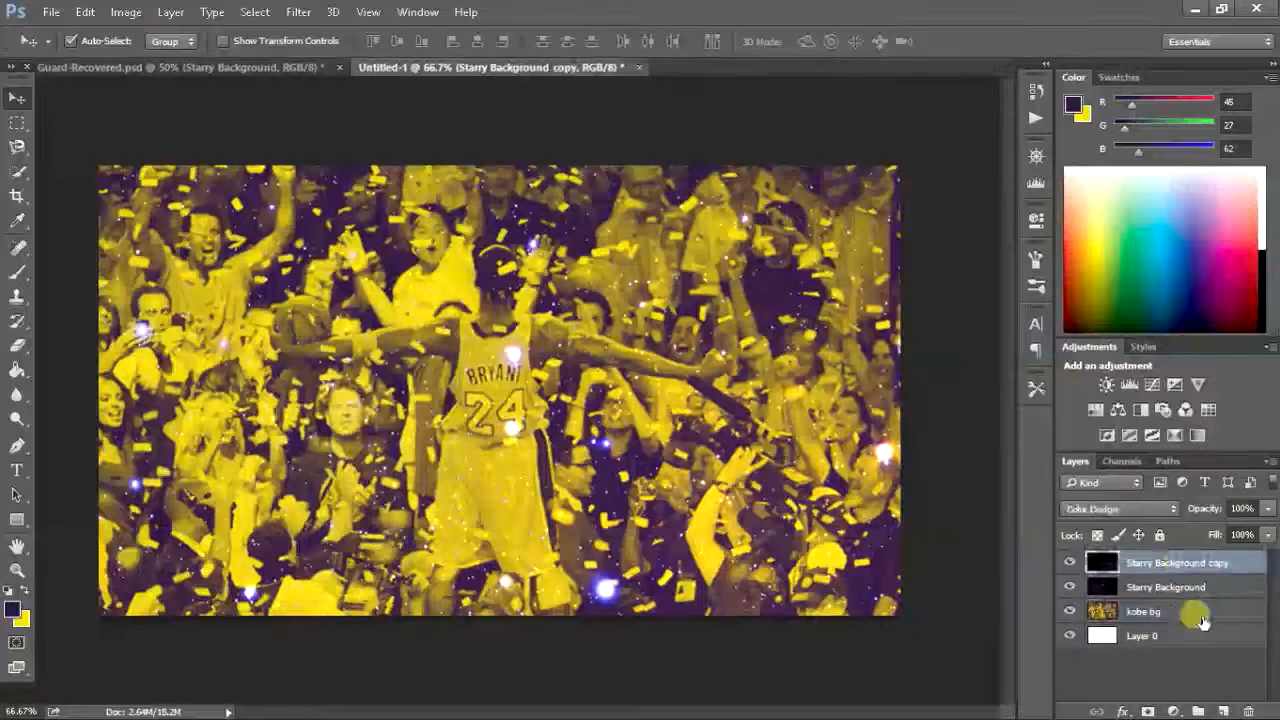 Ps File Edit Image Layer Type Select Filter 3D View Window Help
Auto-Select: Group Show Transform Controls 3D Mode: Essentials
Guard-Recovered.psd @ 50% (Starry Background, RGB/8) * × Untitled-1 @ 66.7% (Starry Background copy, RGB/8) * ×
Color Swatches
R 45
G 27
B 62
BRYANT
24
Adjustments Styles
Add an adjustment
Layers Channels Paths
Kind
Color Dodge Opacity: 100%
Lock: Fill: 100%
Starry Background copy
Starry Background
kobe bg
Layer 0
66.67% Doc: 2.64M/18.2M